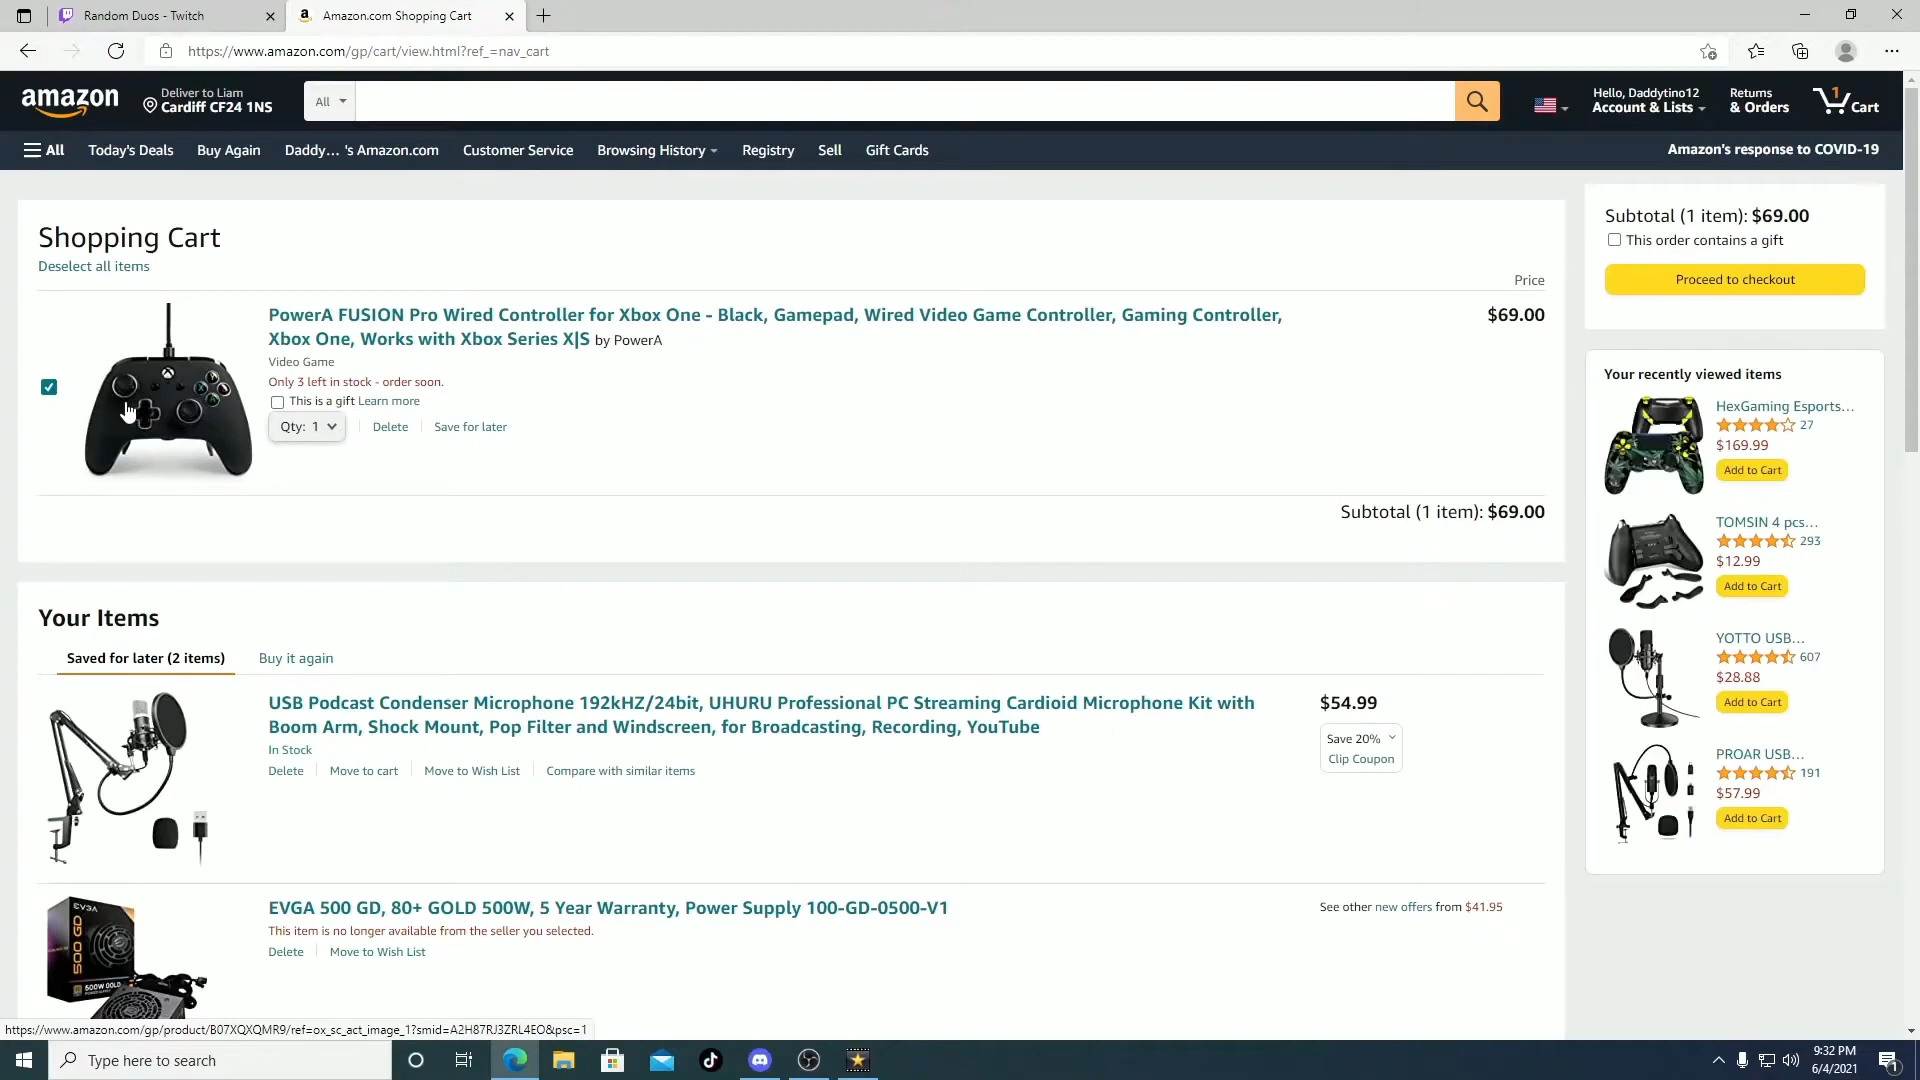 Random Duos - Twitch
Amazon.com Shopping Cart
https://www.amazon.com/gp/cart/view.html?ref_=nav_cart
amazon
Deliver to Liam
Cardiff CF24 1NS
All
Hello, Daddytino12
Account & Lists
Returns
& Orders
1
Cart
All
Today's Deals
Buy Again
Daddy... 's Amazon.com
Customer Service
Browsing History
Registry
Sell
Gift Cards
Amazon's response to COVID-19
Shopping Cart
Deselect all items
Price
PowerA FUSION Pro Wired Controller for Xbox One - Black, Gamepad, Wired Video Game Controller, Gaming Controller,
Xbox One, Works with Xbox Series X|S by PowerA
$69.00
Video Game
Only 3 left in stock - order soon.
This is a gift Learn more
Qty: 1
Delete
Save for later
Subtotal (1 item): $69.00
Subtotal (1 item): $69.00
This order contains a gift
Proceed to checkout
Your recently viewed items
HexGaming Esports...
27
$169.99
Add to Cart
TOMSIN 4 pcs...
293
$12.99
Add to Cart
YOTTO USB...
607
$28.88
Add to Cart
PROAR USB...
191
$57.99
Add to Cart
Your Items
Saved for later (2 items)
Buy it again
USB Podcast Condenser Microphone 192kHZ/24bit, UHURU Professional PC Streaming Cardioid Microphone Kit with
Boom Arm, Shock Mount, Pop Filter and Windscreen, for Broadcasting, Recording, YouTube
$54.99
Save 20%
Clip Coupon
In Stock
Delete
Move to cart
Move to Wish List
Compare with similar items
EVGA
500 GD
500W GOLD
EVGA 500 GD, 80+ GOLD 500W, 5 Year Warranty, Power Supply 100-GD-0500-V1
This item is no longer available from the seller you selected.
Delete
Move to Wish List
See other new offers from $41.95
https://www.amazon.com/gp/product/B07XQXQMR9/ref=ox_sc_act_image_1?smid=A2H87RJ3ZRL4EO&psc=1
Type here to search
9:32 PM
6/4/2021
1